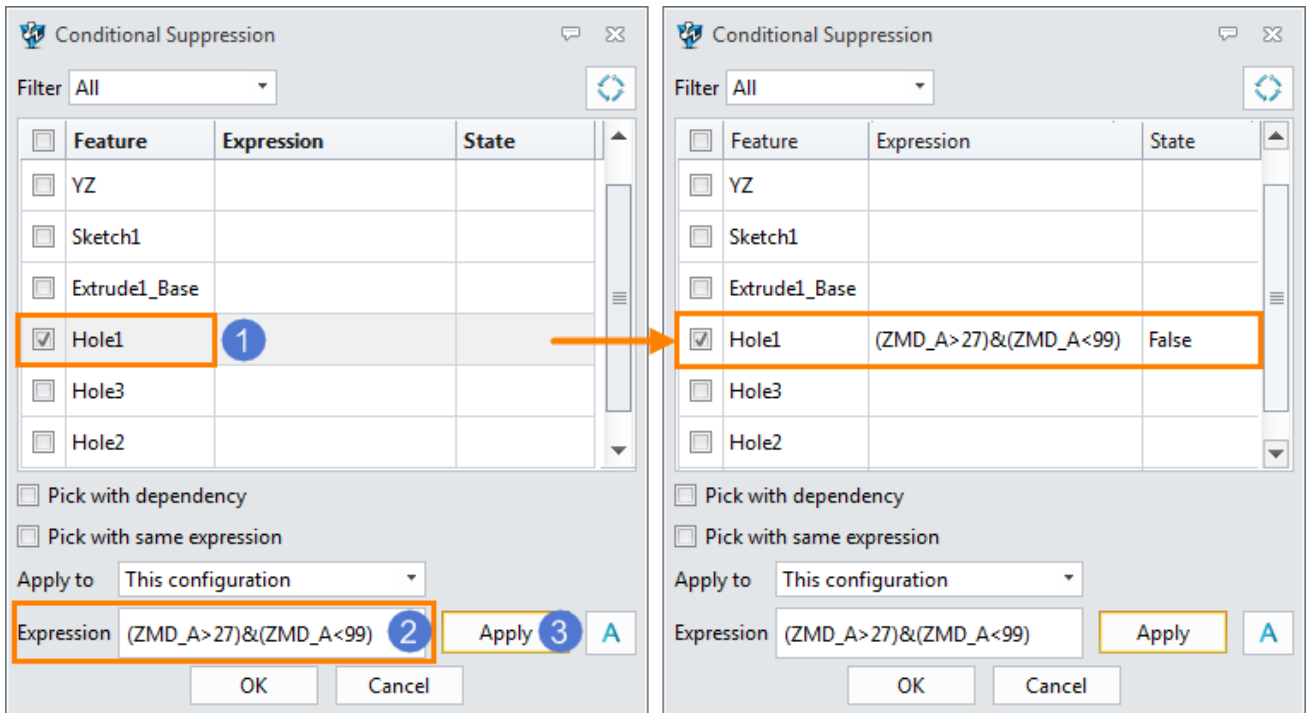 Conditional Suppression
Filter All
Feature Expression State
YZ
Sketch1
Extrude1_Base
Hole1 1
Hole3
Hole2
Pick with dependency
Pick with same expression
Apply to This configuration
Expression (ZMD_A>27)&(ZMD_A<99) 2 Apply 3 A
OK Cancel
Conditional Suppression
Filter All
Feature Expression State
YZ
Sketch1
Extrude1_Base
Hole1 (ZMD_A>27)&(ZMD_A<99) False
Hole3
Hole2
Pick with dependency
Pick with same expression
Apply to This configuration
Expression (ZMD_A>27)&(ZMD_A<99) Apply A
OK Cancel